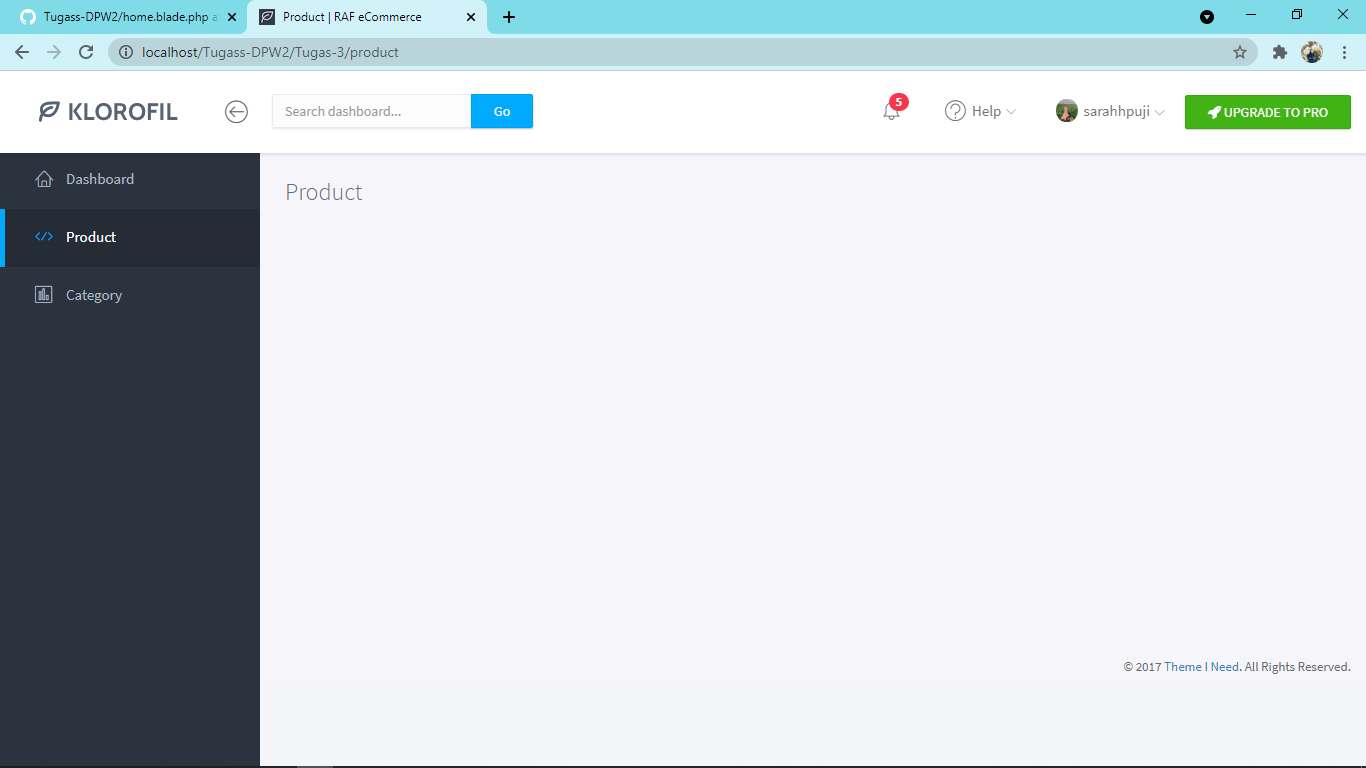 Tugass-DPW2/home.blade.php a
Product | RAF eCommerce
localhost/Tugass-DPW2/Tugas-3/product
KLOROFIL
Search dashboard...
Go
5
Help
sarahhpuji
UPGRADE TO PRO
Dashboard
Product
Category
Product
© 2017 Theme I Need. All Rights Reserved.